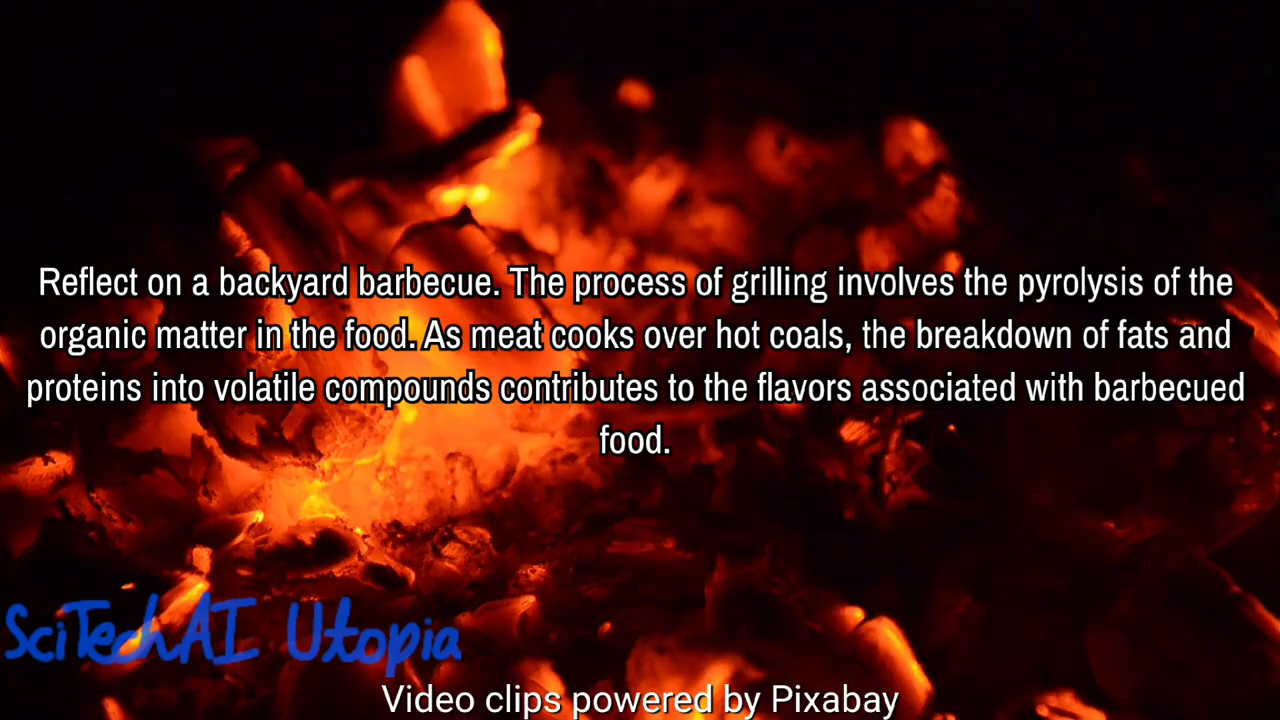 Reflect on a backyard barbecue. The process of grilling involves the pyrolysis of the
organic matter in the food. As meat cooks over hot coals, the breakdown of fats and
proteins into volatile compounds contributes to the flavors associated with barbecued
food.
SciTechAI Utopia
Video clips powered by Pixabay